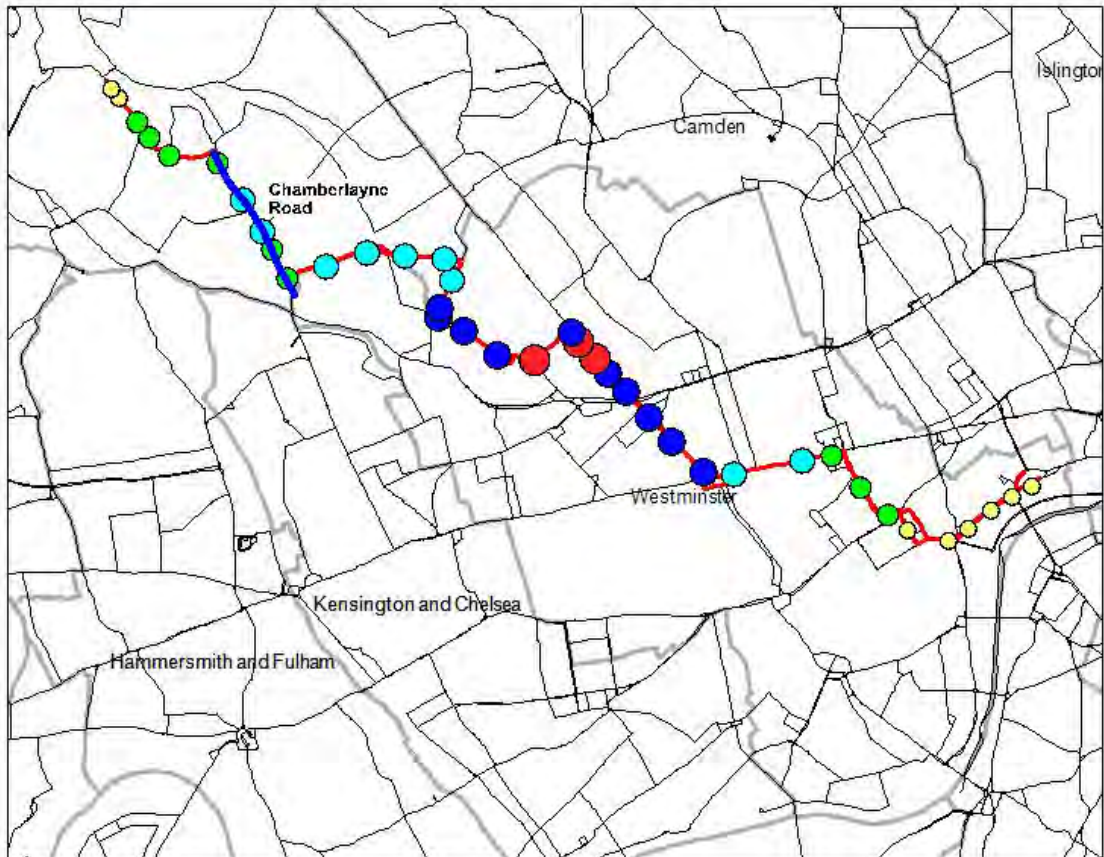 Islington
Camden
Chamberlayne
Road
Westminster
Kensington and Chelsea
Hammersmith and Fulham